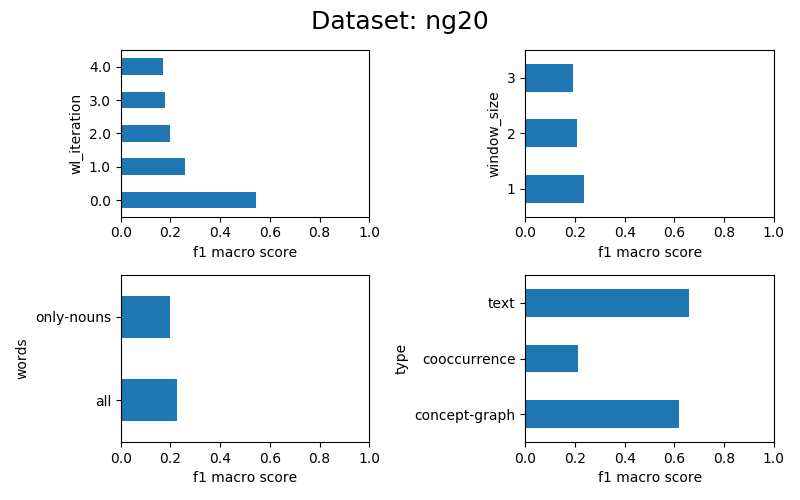 Dataset: ng20
wl_iteration
4.0
3.0
2.0
1.0
0.0
0.0 0.2 0.4 0.6 0.8 1.0
f1 macro score
window_size
3
2
1
0.0 0.2 0.4 0.6 0.8 1.0
f1 macro score
words
only-nouns
all
0.0 0.2 0.4 0.6 0.8 1.0
f1 macro score
type
text
cooccurrence
concept-graph
0.0 0.2 0.4 0.6 0.8 1.0
f1 macro score